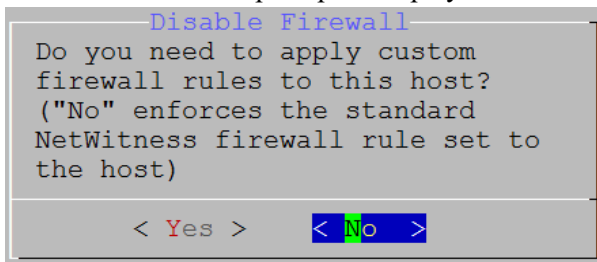 Disable Firewall
Do you need to apply custom
firewall rules to this host?
("No" enforces the standard
NetWitness firewall rule set to
the host)
< Yes > < No >